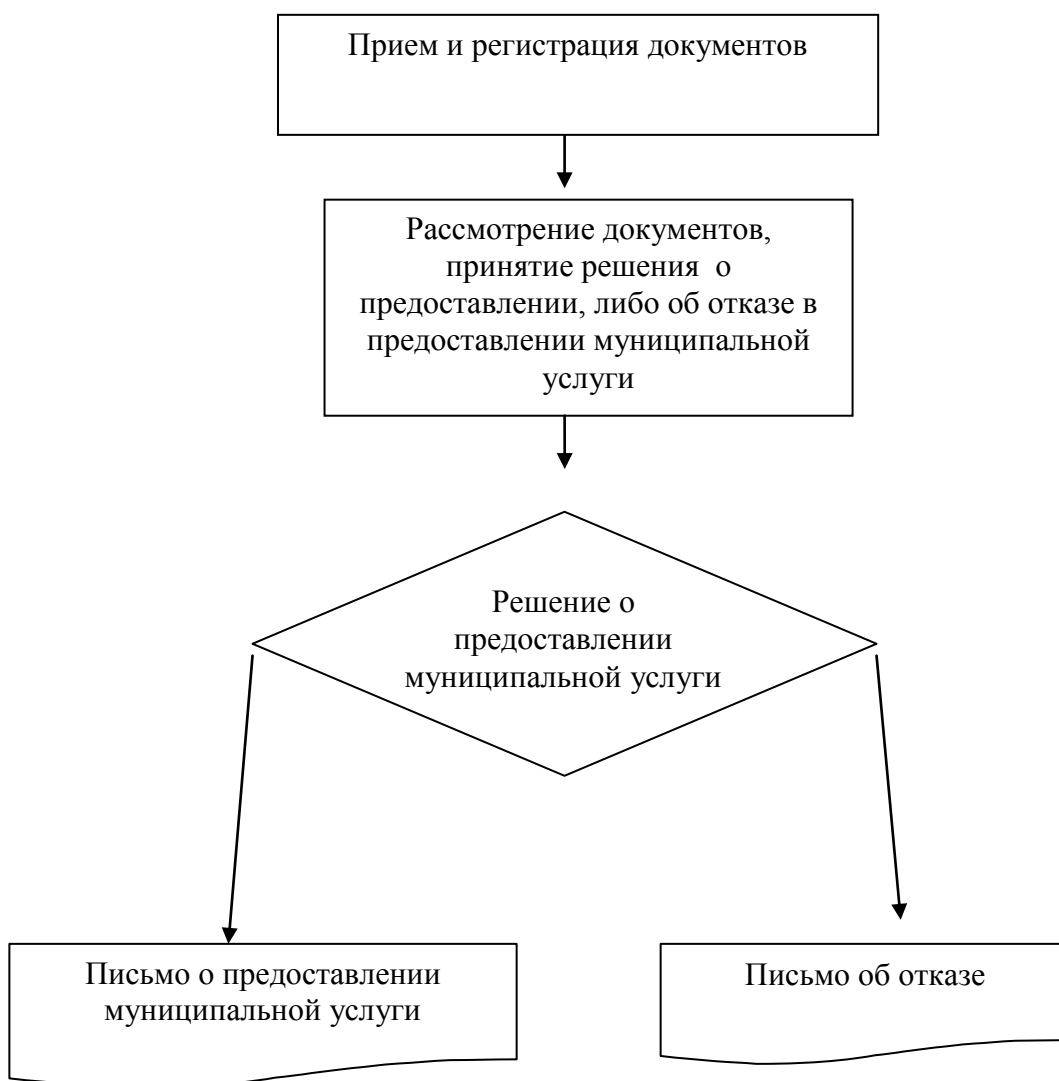 Прием и регистрация документов
Рассмотрение документов,
принятие решения  о
предоставлении, либо об отказе в
предоставлении муниципальной
услуги
Решение о
предоставлении
муниципальной услуги
Письмо о предоставлении
муниципальной услуги
Письмо об отказе